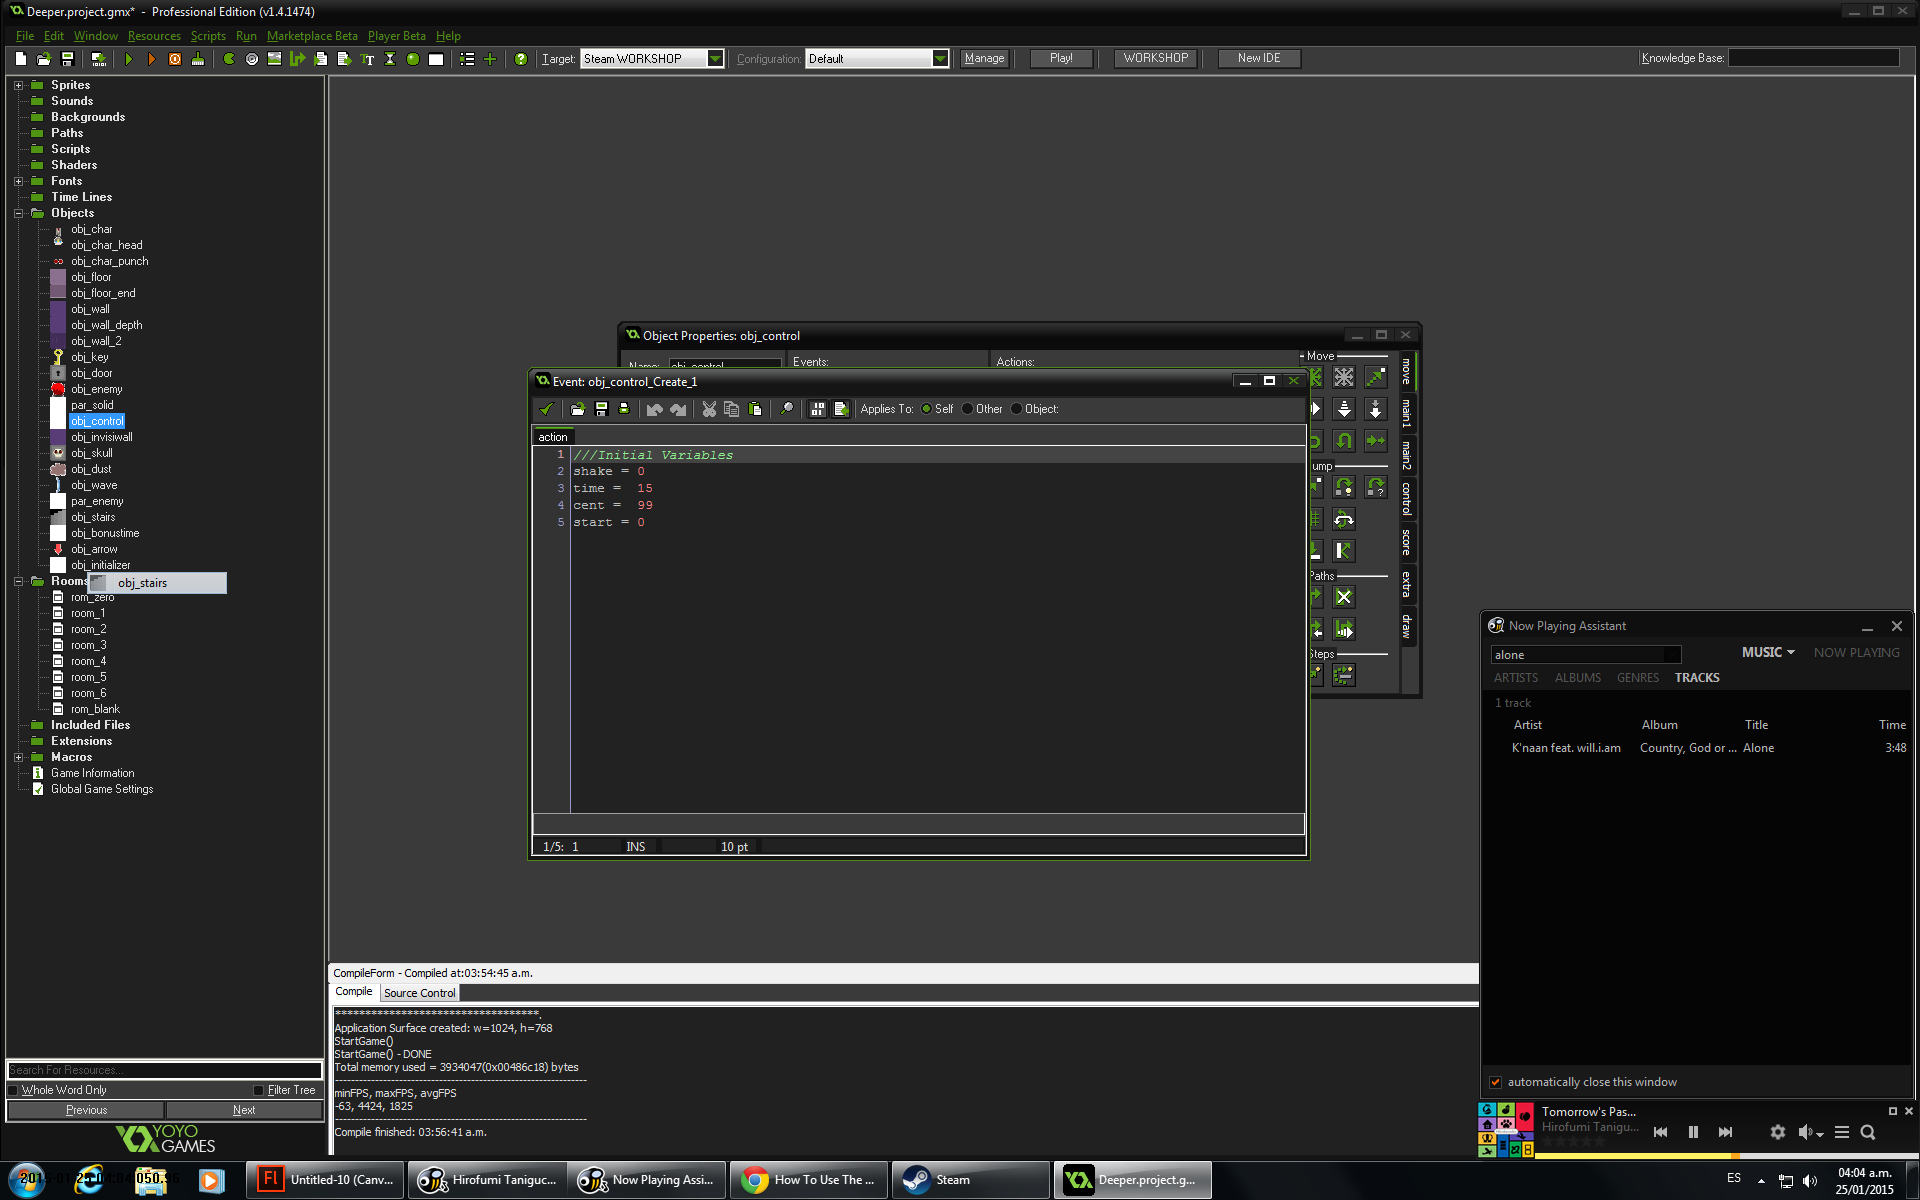 Deeper.project.gmx*  -  Professional Edition (v1.4.1474)
File Edit Window Resources Scripts Run Marketplace Beta Player Beta Help
Target: Steam WORKSHOP Configuration: Default Manage Play! WORKSHOP New IDE Knowledge Base:
Sprites
Sounds
Backgrounds
Paths
Scripts
Shaders
Fonts
Time Lines
Objects
obj_char
obj_char_head
obj_char_punch
obj_floor
obj_floor_end
obj_wall
obj_wall_depth
obj_wall_2
obj_key
obj_door
obj_enemy
par_solid
obj_control
obj_invisiwall
obj_skull
obj_dust
obj_wave
par_enemy
obj_stairs
obj_bonustime
obj_arrow
obj_initializer
Rooms
obj_stairs
rom_zero
room_1
room_2
room_3
room_4
room_5
room_6
rom_blank
Included Files
Extensions
Macros
Game Information
Global Game Settings
Search For Resources...
Whole Word Only Filter Tree
Previous Next
YOYO
GAMES
Object Properties: obj_control
Name: obj_control Events: Actions:
Move
move
main1
main2
control
score
extra
draw
ump
Paths
Steps
Event: obj_control_Create_1
Applies To: Self Other Object:
action
1 ///Initial Variables
2 shake = 0
3 time =  15
4 cent =  99
5 start = 0
1/5: 1 INS 10 pt
CompileForm - Compiled at:03:54:45 a.m.
Compile Source Control
***********************************.
Application Surface created: w=1024, h=768
StartGame()
StartGame() - DONE
Total memory used = 3934047(0x00486c18) bytes
minFPS, maxFPS, avgFPS
-63, 4424, 1825
Compile finished: 03:56:41 a.m.
Now Playing Assistant
alone MUSIC NOW PLAYING
ARTISTS ALBUMS GENRES TRACKS
1 track
Artist Album Title Time
K'naan feat. will.i.am Country, God or ... Alone 3:48
automatically close this window
Tomorrow's Pas...
Hirofumi Tanigu...
Untitled-10 (Canv... Hirofumi Taniguc... Now Playing Assi... How To Use The ... Steam Deeper.project.g...
ES
04:04 a.m.
25/01/2015